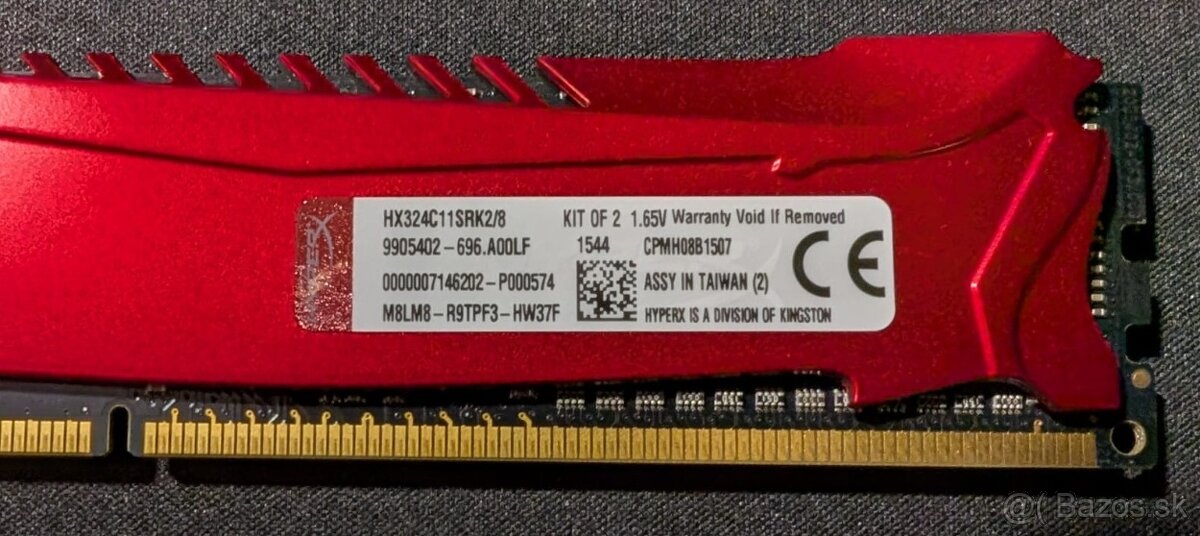 HYPERX
HX324C11SRK2/8 KIT OF 2 1.65V Warranty Void If Removed
9905402-696.A00LF 1544 CPMH08B1507
0000007146202-P000574 ASSY IN TAIWAN (2)
M8LM8-R9TPF3-HW37F HYPERX IS A DIVISION OF KINGSTON
CE
@( Bazos.sk